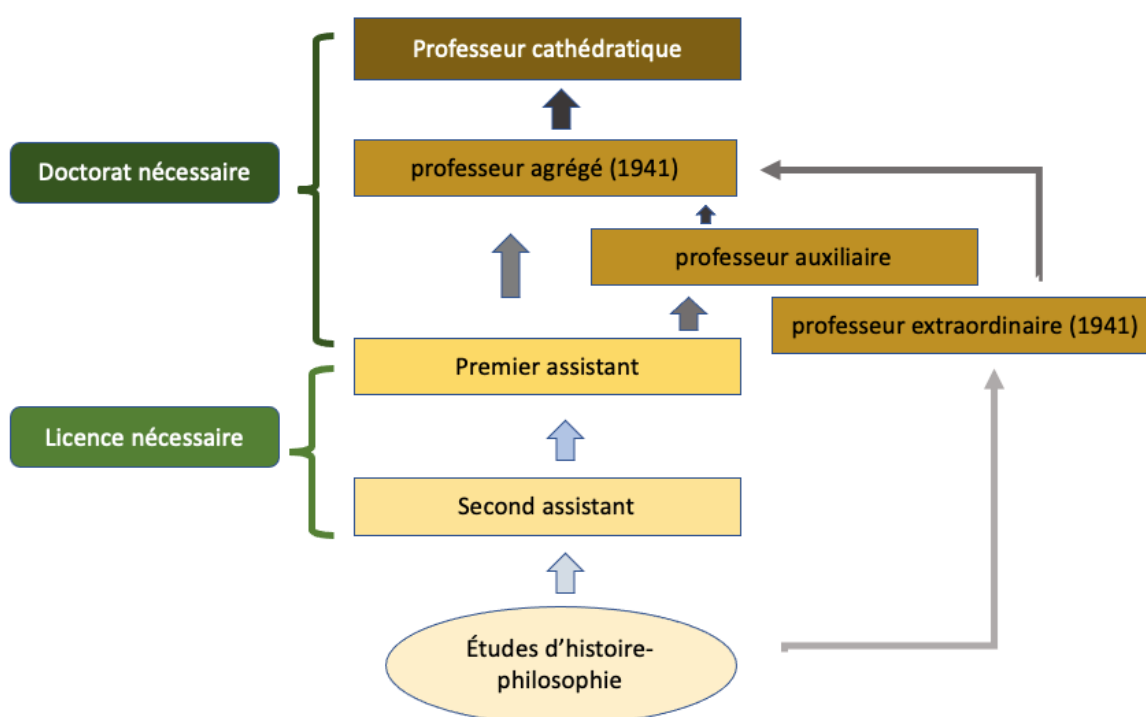 Professeur cathédratique
Doctorat nécessaire
professeur agrégé (1941)
professeur auxiliaire
professeur extraordinaire (1941)
Premier assistant
Licence nécessaire
Second assistant
Études d’histoire-
philosophie